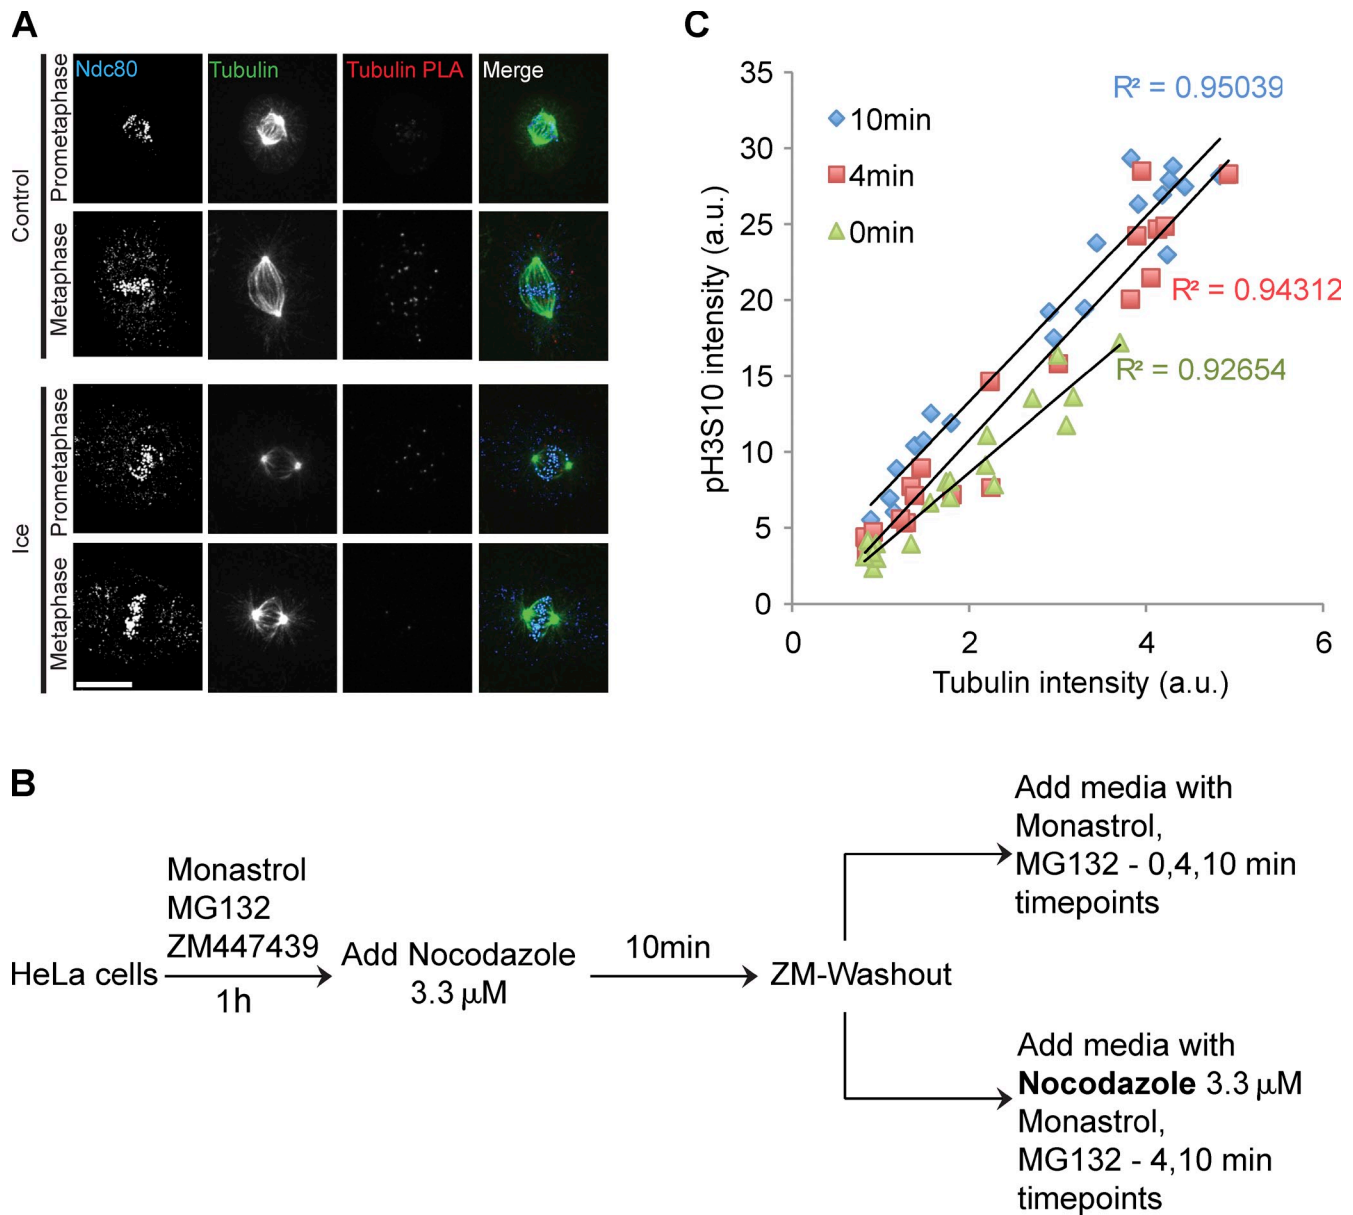 A
Ndc80
Tubulin
Tubulin PLA
Merge
Control
Prometaphase
Metaphase
Ice
Prometaphase
Metaphase
C
35
30
25
20
15
10
5
0
pH3S10 intensity (a.u.)
10min
4min
0min
R² = 0.95039
R² = 0.94312
R² = 0.92654
0
2
4
6
Tubulin intensity (a.u.)
B
HeLa cells
Monastrol
MG132
ZM447439
1h
Add Nocodazole
3.3 µM
10min
ZM-Washout
Add media with
Monastrol,
MG132 - 0,4,10 min
timepoints
Add media with
Nocodazole 3.3 µM
Monastrol,
MG132 - 4,10 min
timepoints